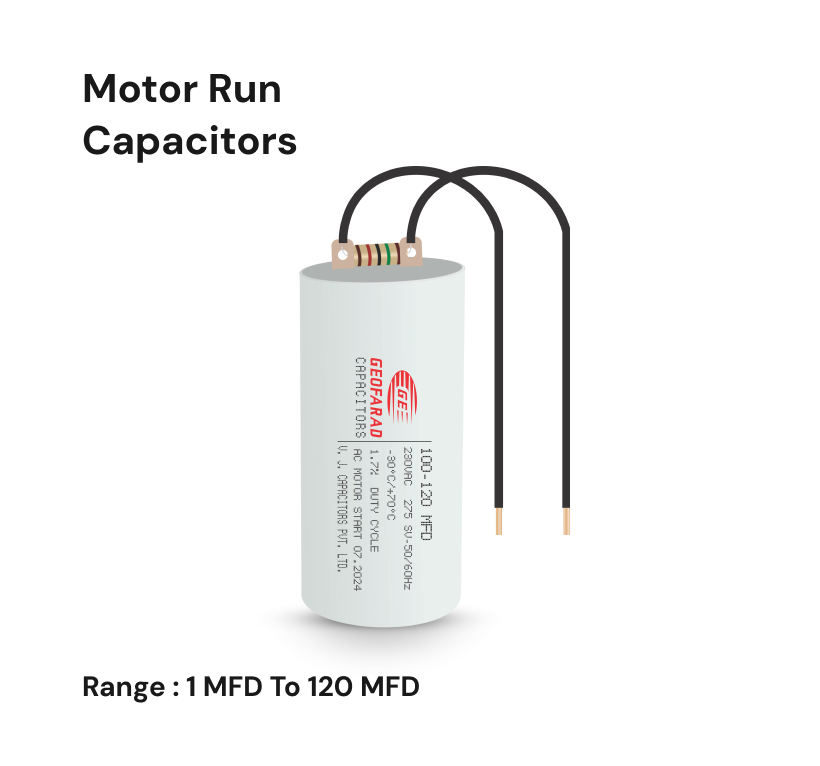 Motor Run
Capacitors
GE
GEOFARAD
CAPACITORS
100-120 MFD
230VAC 275 SV-50/60Hz
-30°C/+70°C
1.7% DUTY CYCLE
AC MOTOR START 07.2024
V. J. CAPACITORS PVT. LTD.
Range : 1 MFD To 120 MFD